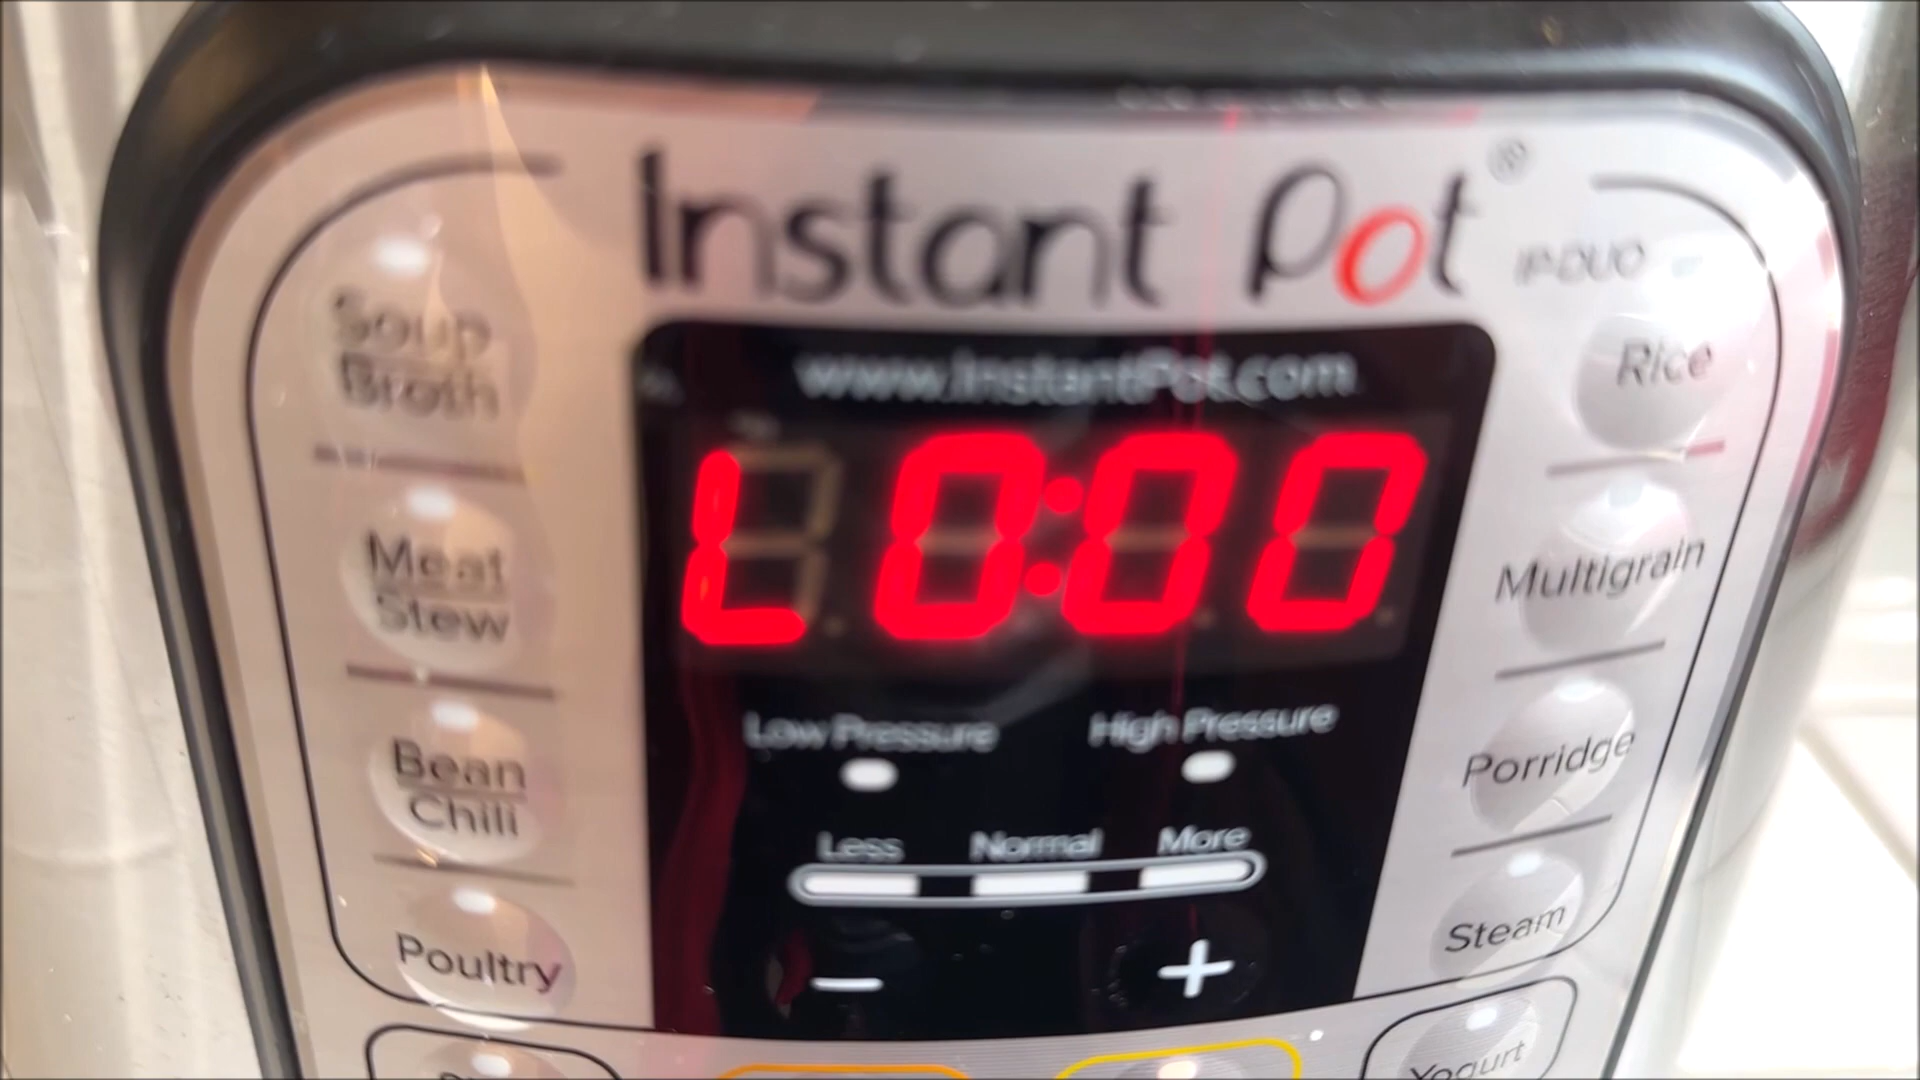 Instant Pot®
IP-DUO
www.InstantPot.com
L0:00
Soup
Broth
Meat
Stew
Bean
Chili
Poultry
Low Pressure
High Pressure
Less Normal More
− +
Rice
Multigrain
Porridge
Steam
Yogurt